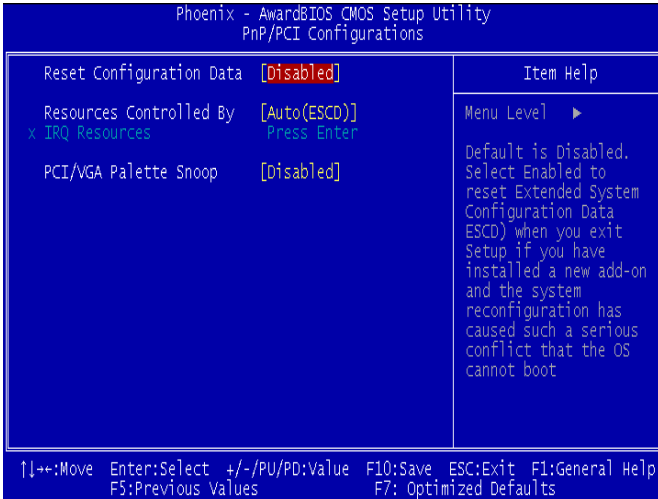 Phoenix - AwardBIOS CMOS Setup Utility
PnP/PCI Configurations
Reset Configuration Data [Disabled]
Resources Controlled By [Auto(ESCD)]
x IRQ Resources Press Enter
PCI/VGA Palette Snoop [Disabled]
Item Help
Menu Level ▶
Default is Disabled.
Select Enabled to
reset Extended System
Configuration Data
ESCD) when you exit
Setup if you have
installed a new add-on
and the system
reconfiguration has
caused such a serious
conflict that the OS
cannot boot
↑↓→←:Move Enter:Select +/-/PU/PD:Value F10:Save ESC:Exit F1:General Help
F5:Previous Values F7: Optimized Defaults